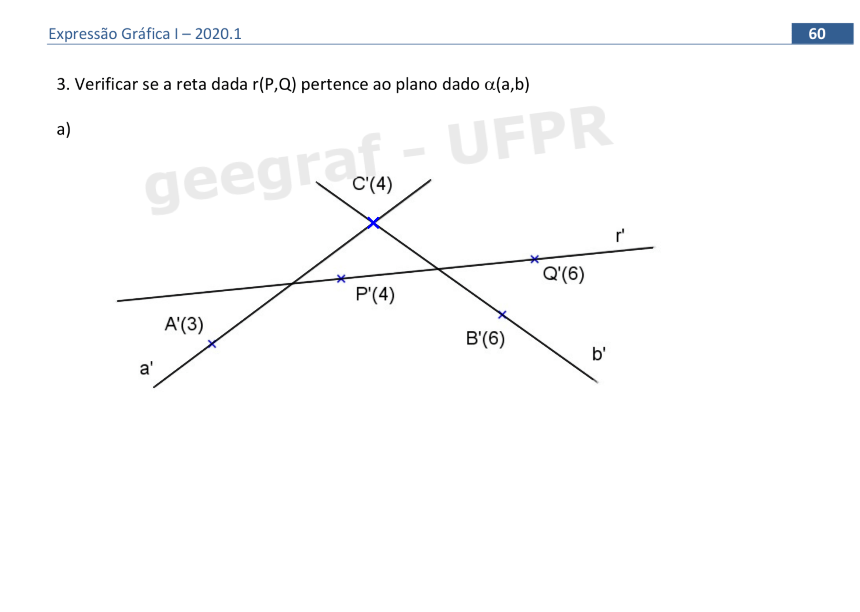 Expressão Gráfica I – 2020.1
60
3. Verificar se a reta dada r(P,Q) pertence ao plano dado α(a,b)
a)
geegraf - UFPR
C'(4)
r'
Q'(6)
P'(4)
A'(3)
B'(6)
b'
a'